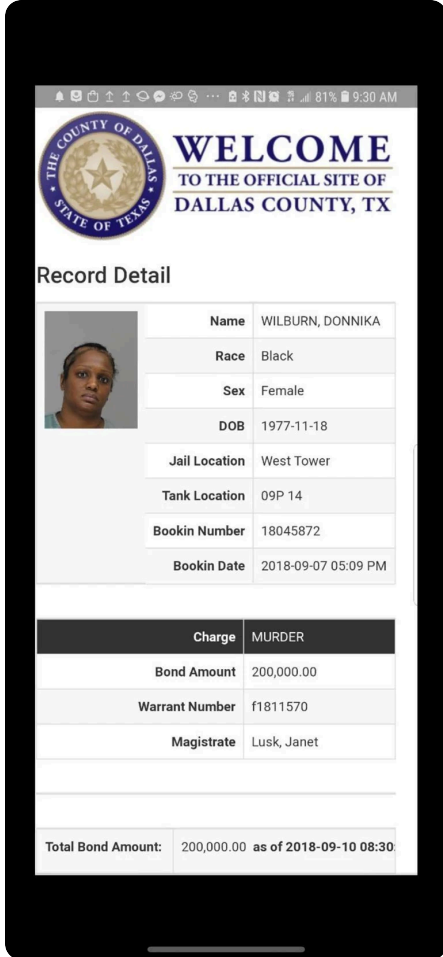 81% 9:30 AM
THE COUNTY OF DALLAS
STATE OF TEXAS
WELCOME
TO THE OFFICIAL SITE OF
DALLAS COUNTY, TX
Record Detail
Name WILBURN, DONNIKA
Race Black
Sex Female
DOB 1977-11-18
Jail Location West Tower
Tank Location 09P 14
Bookin Number 18045872
Bookin Date 2018-09-07 05:09 PM
Charge MURDER
Bond Amount 200,000.00
Warrant Number f1811570
Magistrate Lusk, Janet
Total Bond Amount: 200,000.00 as of 2018-09-10 08:30: